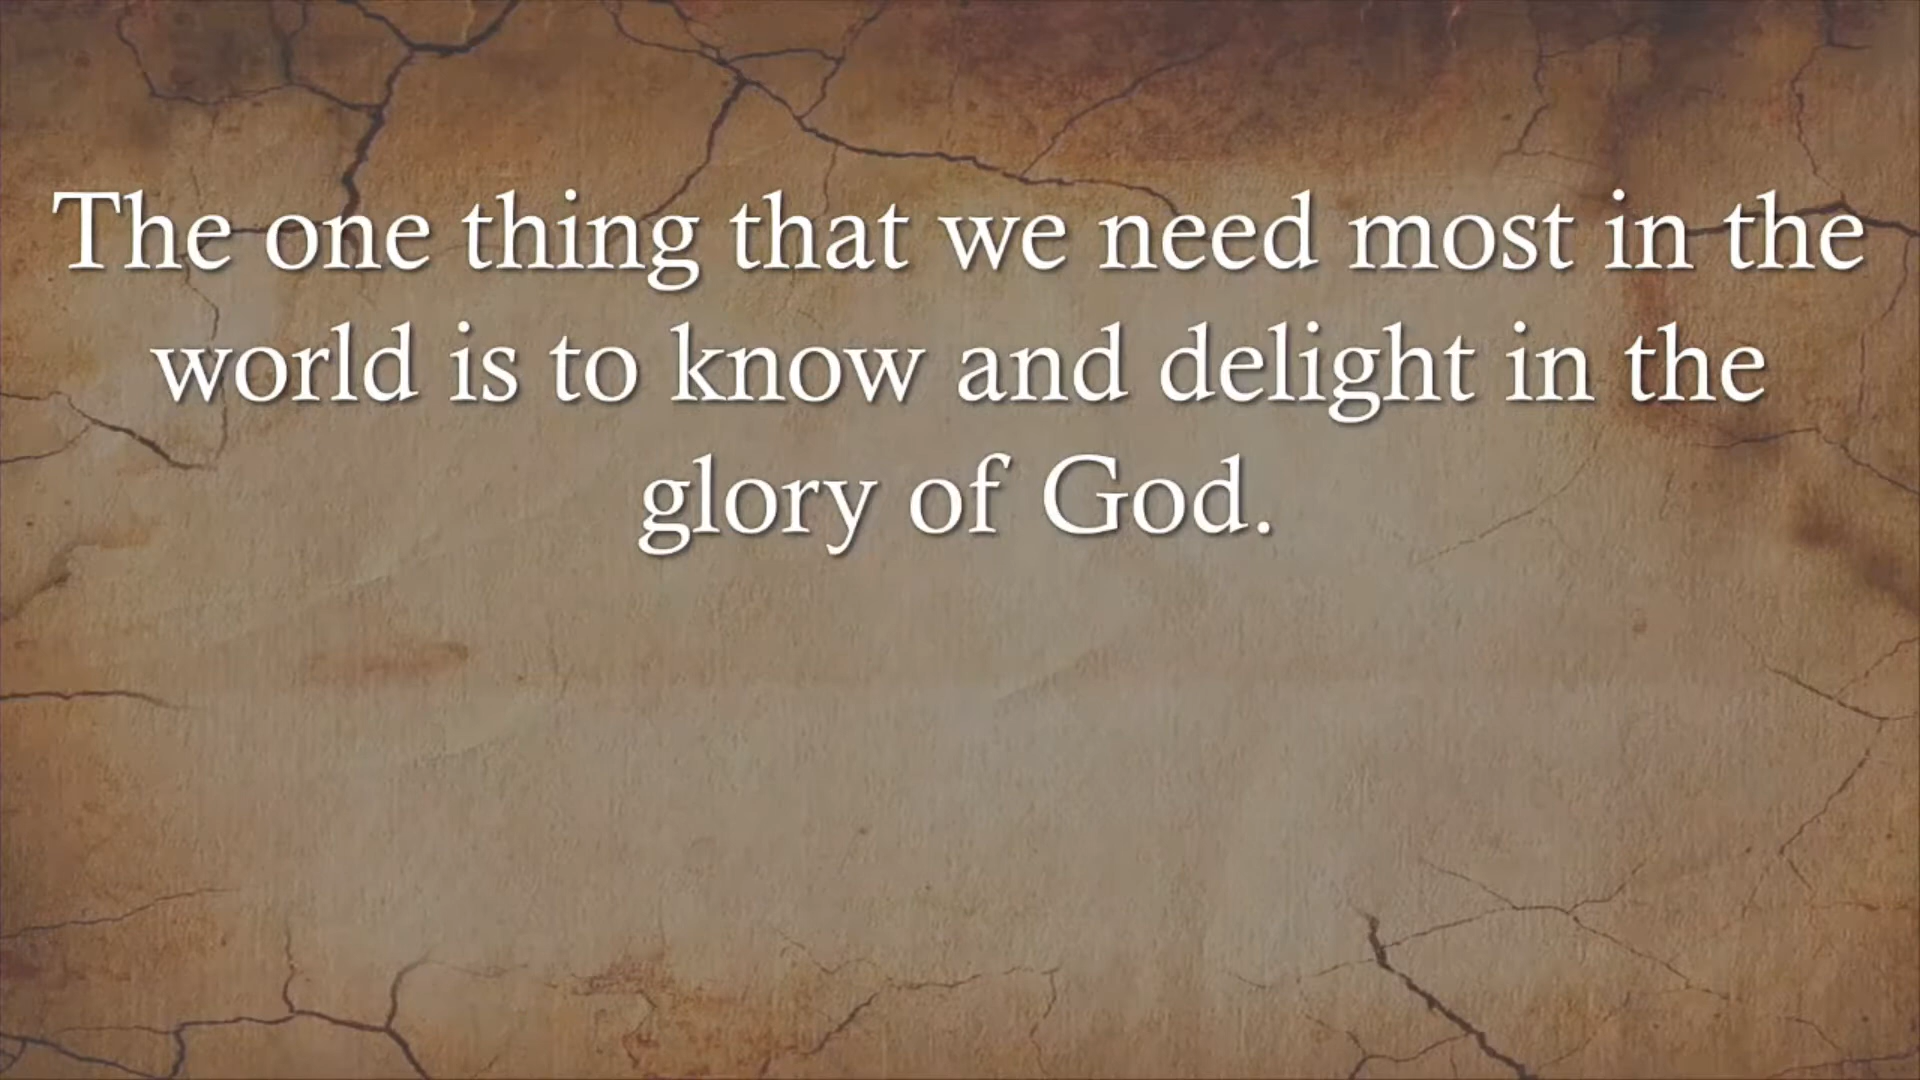 The one thing that we need most in the
world is to know and delight in the
glory of God.